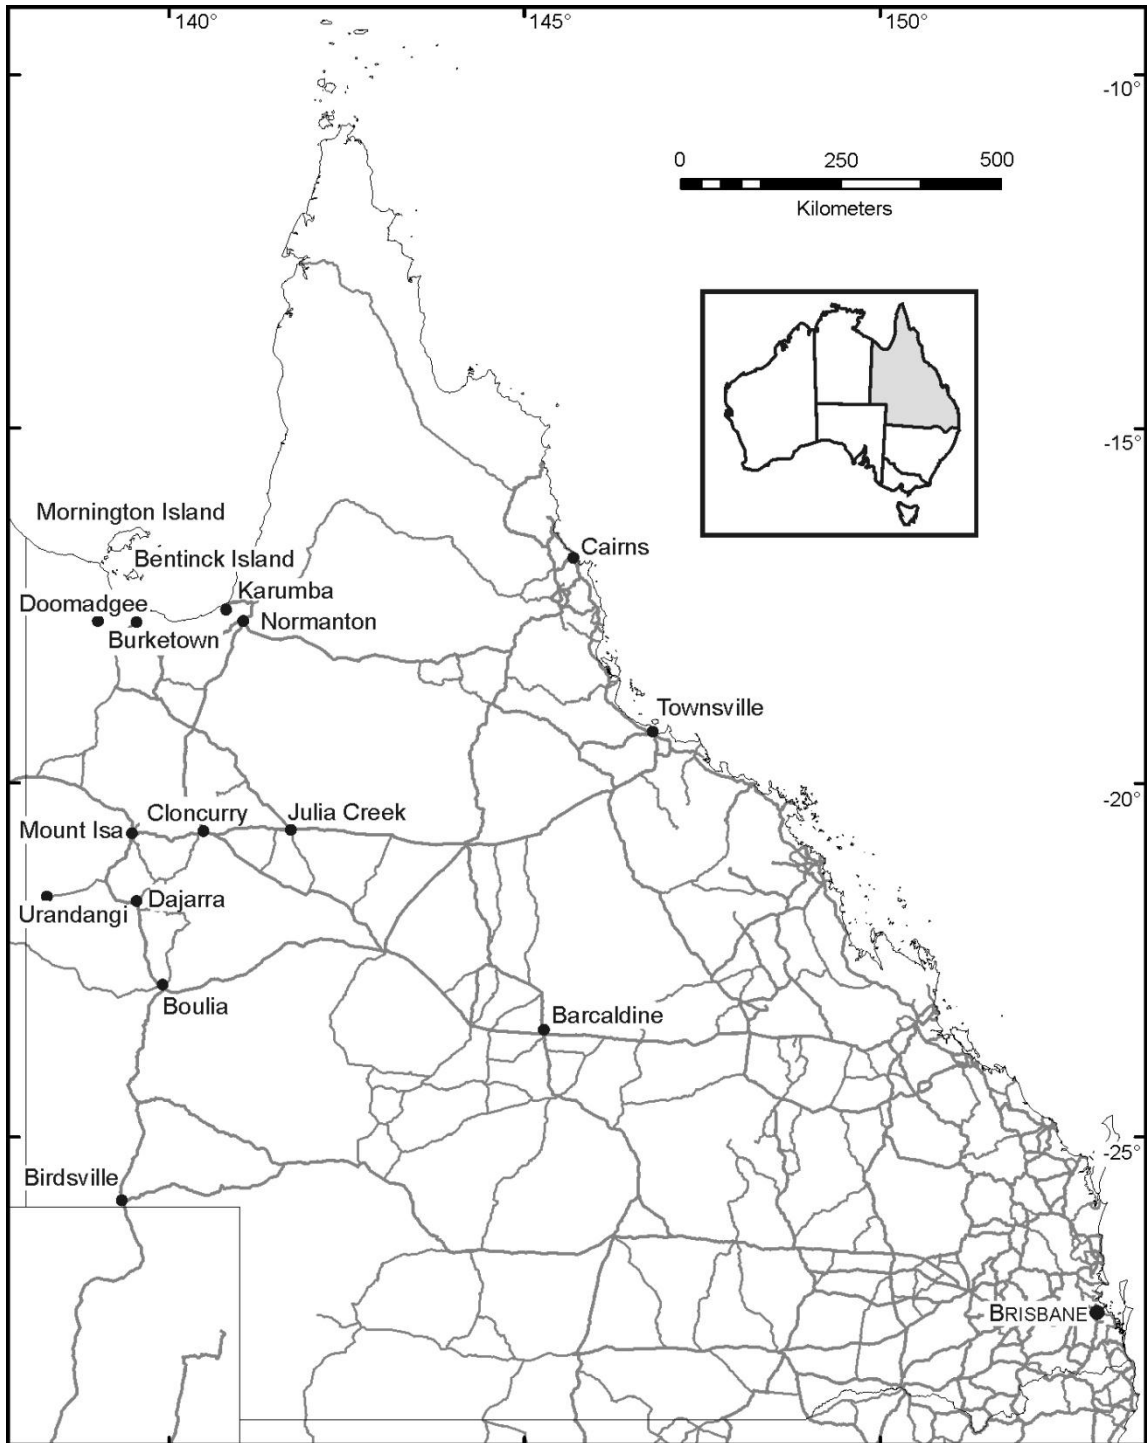 140°
145°
150°
-10°
0
250
500
Kilometers
-15°
Mornington Island
Cairns
Bentinck Island
Karumba
Doomadgee
Normanton
Burketown
Townsville
-20°
Cloncurry
Julia Creek
Mount Isa
Dajarra
Urandangi
Boulia
Barcaldine
-25°
Birdsville
BRISBANE